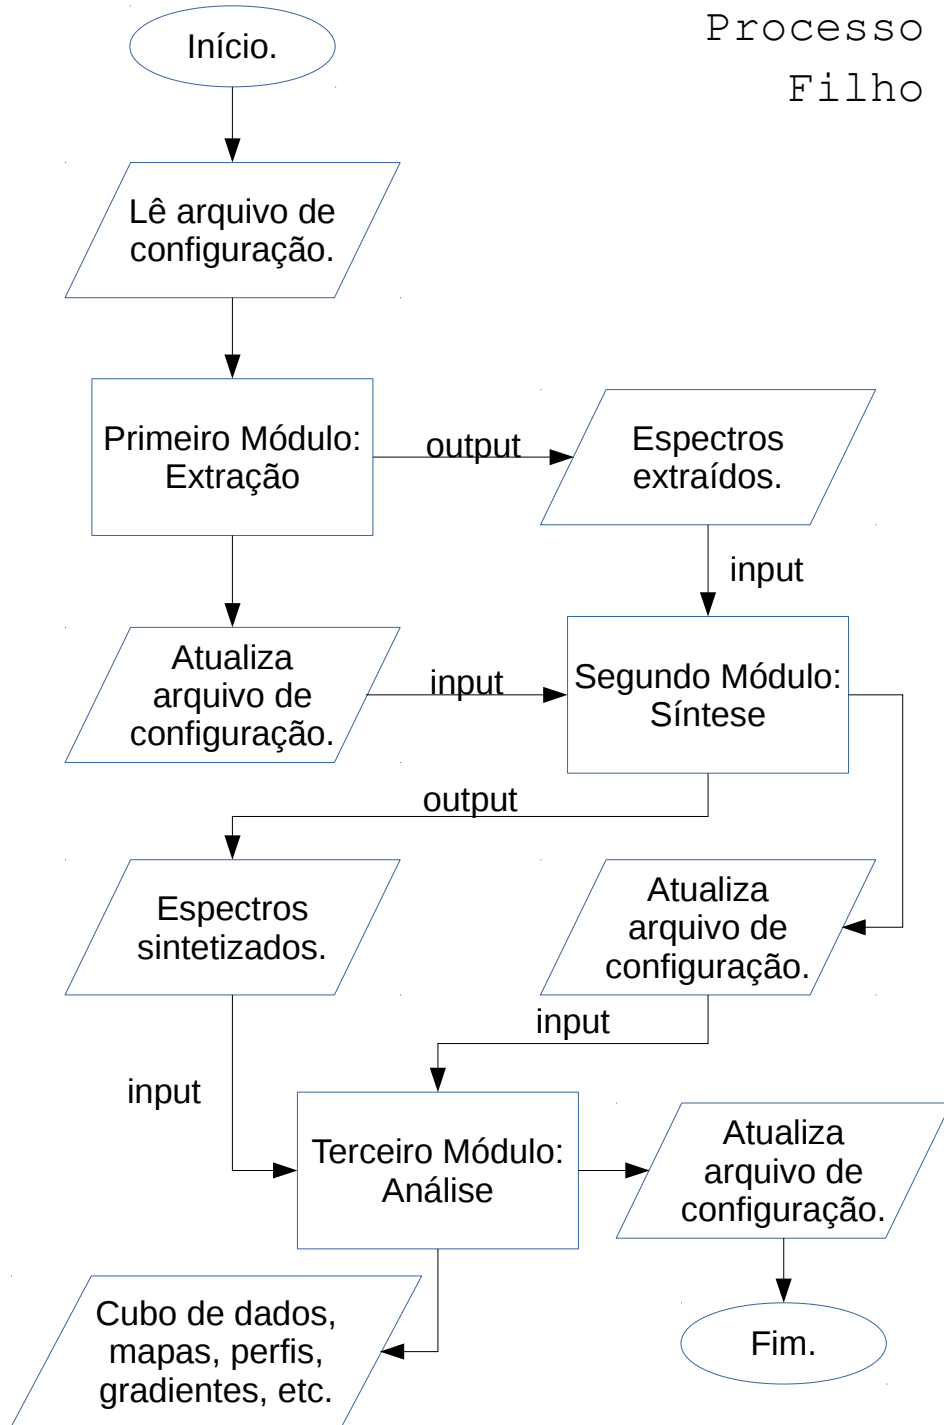 Processo
Filho
Início.
Lê arquivo de
configuração.
Primeiro Módulo:
Extração
output
Espectros
extraídos.
input
Atualiza
arquivo de
configuração.
input
Segundo Módulo:
Síntese
output
Espectros
sintetizados.
Atualiza
arquivo de
configuração.
input
input
Terceiro Módulo:
Análise
Atualiza
arquivo de
configuração.
Cubo de dados,
mapas, perfis,
gradientes, etc.
Fim.